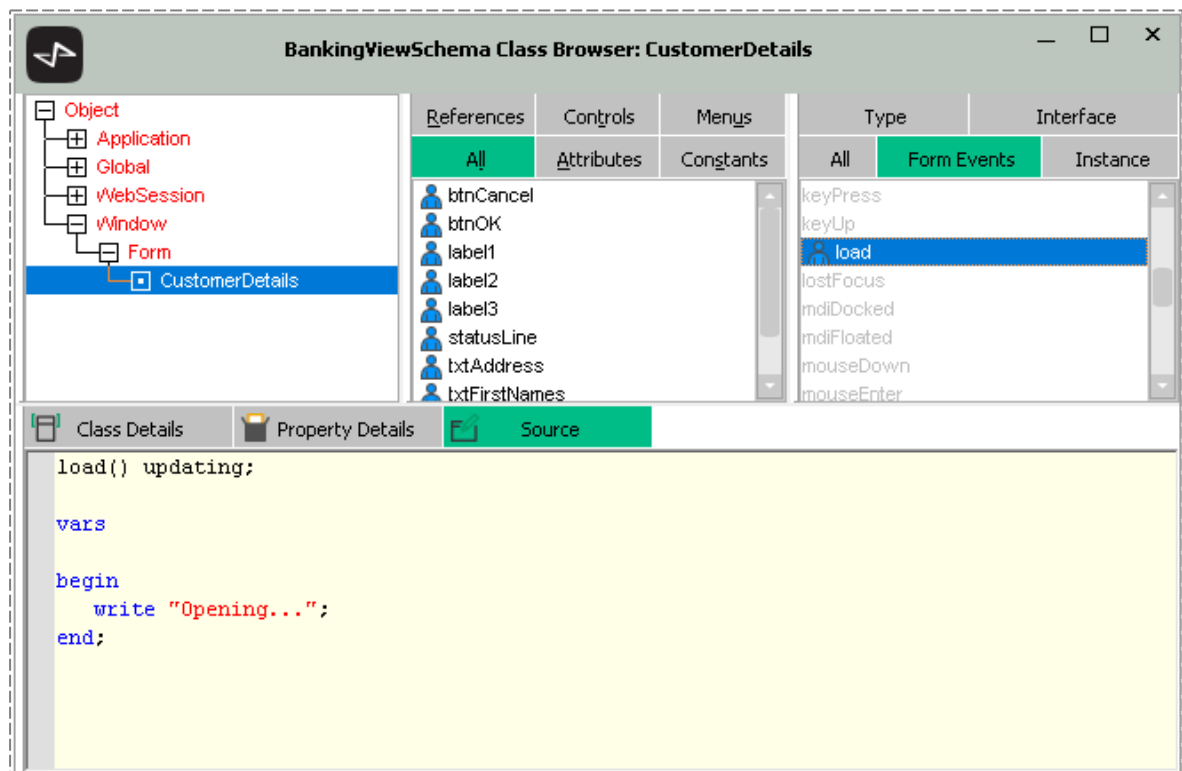 BankingViewSchema Class Browser: CustomerDetails
Object
Application
Global
WebSession
Window
Form
CustomerDetails
References Controls Menus
All Attributes Constants
btnCancel
btnOK
label1
label2
label3
statusLine
txtAddress
txtFirstNames
Type Interface
All Form Events Instance
keyPress
keyUp
load
lostFocus
mdiDocked
mdiFloated
mouseDown
mouseEnter
Class Details Property Details Source
load() updating;
vars
begin
write "Opening...";
end;